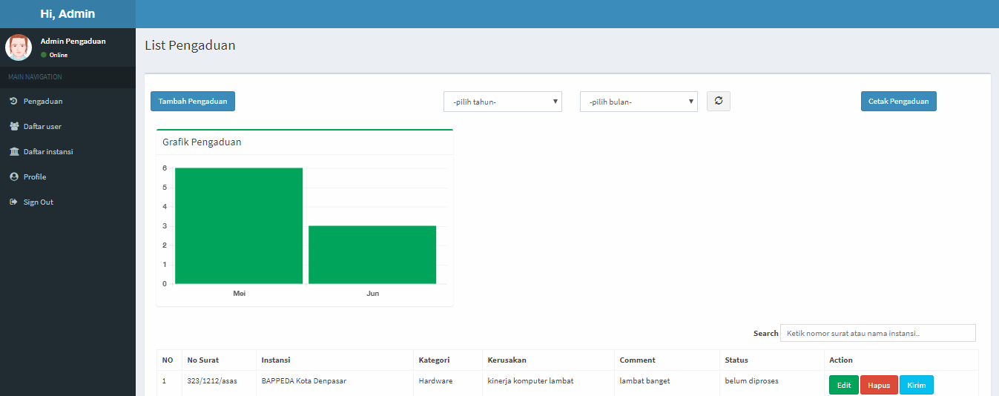 Hi, Admin
Admin Pengaduan
Online
MAIN NAVIGATION
Pengaduan
Daftar user
Daftar instansi
Profile
Sign Out
List Pengaduan
Tambah Pengaduan
-pilih tahun-
-pilih bulan-
Cetak Pengaduan
Grafik Pengaduan
6
5
4
3
2
1
0
Mei Jun
Search Ketik nomor surat atau nama instansi..
NO No Surat Instansi Kategori Kerusakan Comment Status Action
1 323/1212/asas BAPPEDA Kota Denpasar Hardware kinerja komputer lambat lambat banget belum diproses Edit Hapus Kirim